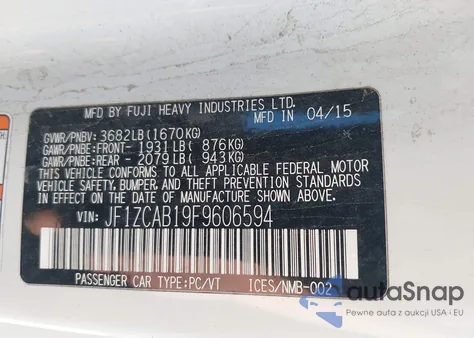 MFD BY FUJI HEAVY INDUSTRIES LTD.
IN 04/15
GVWR/PNBV: 3682LB(1670KG)
GAWR/PNBE:FRONT- 1931LB( 876KG)
GAWR/PNBE:REAR - 2079LB( 943KG)
THIS VEHICLE CONFORMS TO ALL APPLICABLE FEDERAL MOTOR
VEHICLE SAFETY, BUMPER, AND THEFT PREVENTION
STANDARDS IN EFFECT ON THE DATE OF MANUFACTURE SHOWN ABOVE.
VIN: JF1ZCAB19F9606594
PASSENGER CAR TYPE:PC/VT ICES/NMB-002
autaSnap
Pewne auta z aukcji USA i